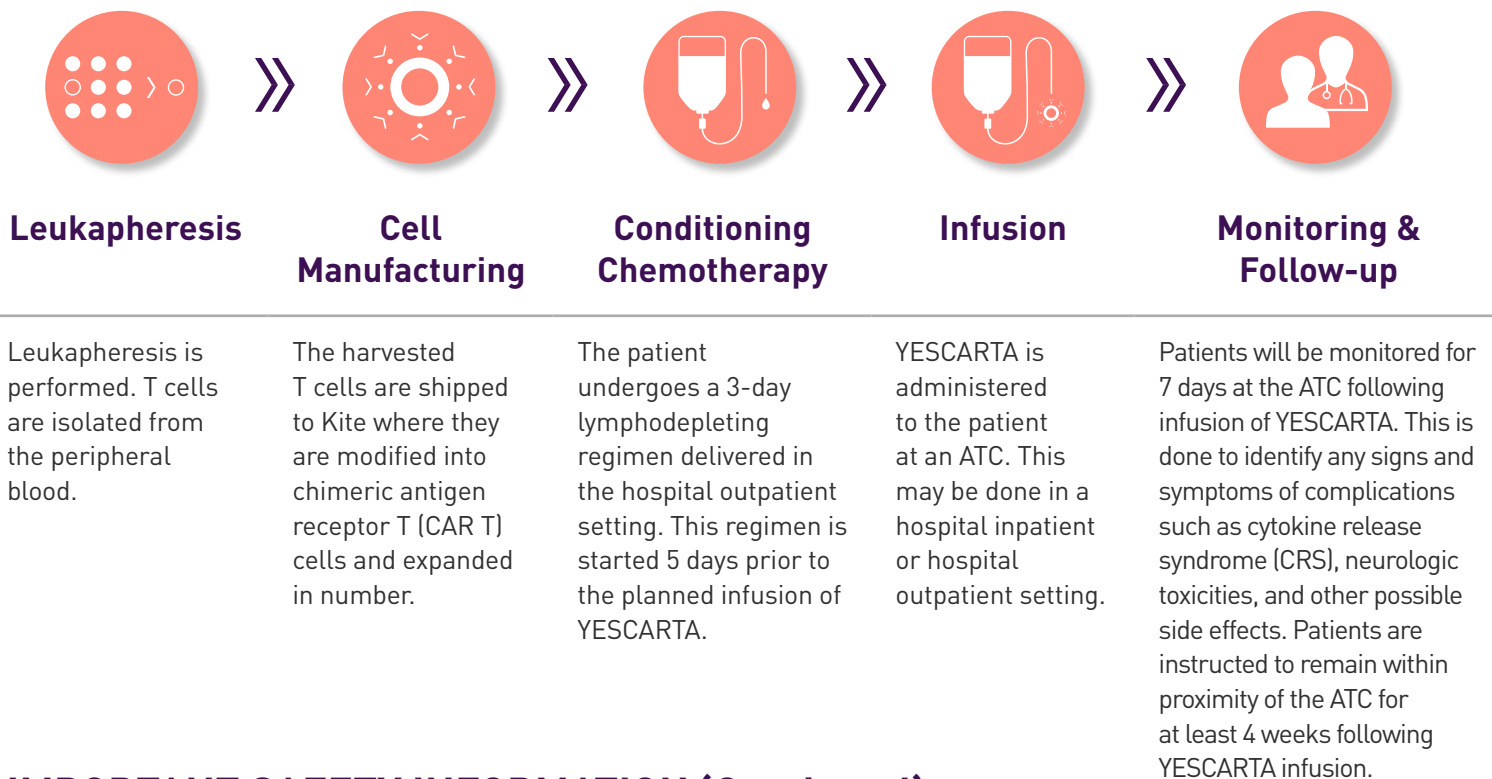 Leukapheresis
Cell
Manufacturing
Conditioning
Chemotherapy
Infusion
Monitoring &
Follow-up
Leukapheresis is
performed. T cells
are isolated from
the peripheral
blood.
The harvested
T cells are shipped
to Kite where they
are modified into
chimeric antigen
receptor T (CAR T)
cells and expanded
in number.
The patient
undergoes a 3-day
lymphodepleting
regimen delivered in
the hospital outpatient
setting. This regimen is
started 5 days prior to
the planned infusion of
YESCARTA.
YESCARTA is
administered
to the patient
at an ATC. This
may be done in a
hospital inpatient
or hospital
outpatient setting.
Patients will be monitored for
7 days at the ATC following
infusion of YESCARTA. This is
done to identify any signs and
symptoms of complications
such as cytokine release
syndrome (CRS), neurologic
toxicities, and other possible
side effects. Patients are
instructed to remain within
proximity of the ATC for
at least 4 weeks following
YESCARTA infusion.